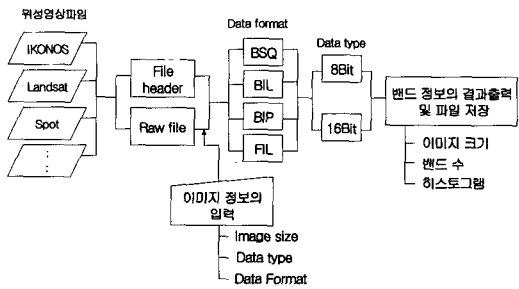 위성영상파일
IKONOS
Landsat
Spot
File
header
Raw file
Data format
BSQ
BIL
BIP
FIL
Data type
8Bit
16Bit
밴드 정보의 결과출력
및 파일 저장
이미지 크기
밴드 수
히스토그램
이미지 정보의
입력
Image size
Data type
Data Format